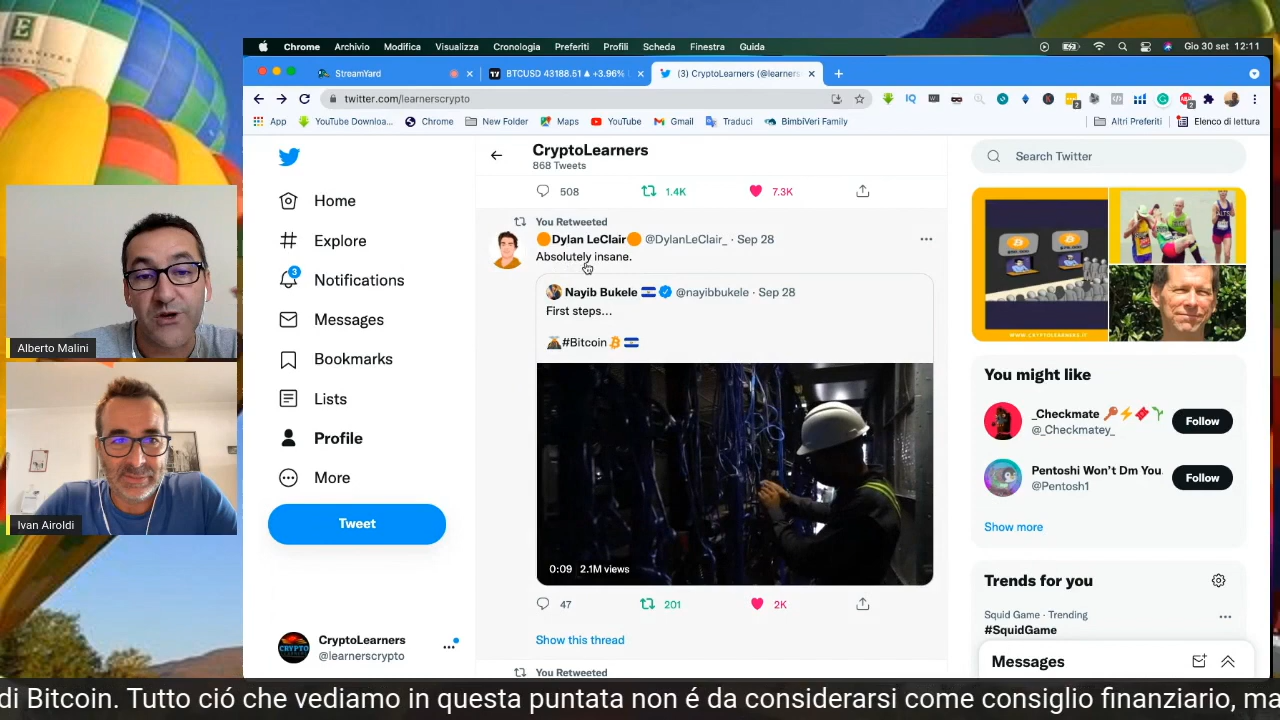 Chrome Archivio Modifica Visualizza Cronologia Preferiti Profili Scheda Finestra Guida
Gio 30 set 12:11
StreamYard
BTCUSD 43188.51 ▲ +3.96%
(3) CryptoLearners (@learners
twitter.com/learnerscrypto
App
YouTube Downloa...
Chrome
New Folder
Maps
YouTube
Gmail
Traduci
BimbiVeri Family
Altri Preferiti
Elenco di lettura
Home
Explore
3
Notifications
Messages
Bookmarks
Lists
Profile
More
Tweet
CryptoLearners
@learnerscrypto
CryptoLearners
868 Tweets
508
1.4K
7.3K
You Retweeted
Dylan LeClair @DylanLeClair_ · Sep 28
Absolutely insane.
Nayib Bukele @nayibbukele · Sep 28
First steps...
#Bitcoin
0:09 2.1M views
47
201
2K
Show this thread
You Retweeted
Search Twitter
WWW.CRYPTOLEARNERS.IT
You might like
_Checkmate
@_Checkmatey_
Follow
Pentoshi Won't Dm You
@Pentosh1
Follow
Show more
Trends for you
Squid Game · Trending
#SquidGame
Messages
Alberto Malini
Ivan Airoldi
di Bitcoin. Tutto ció che vediamo in questa puntata non é da considerarsi come consiglio finanziario, ma